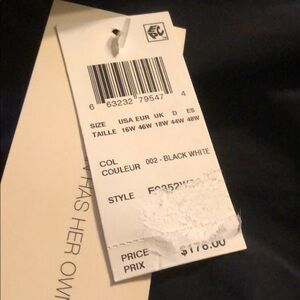 6 63232 79547 4
SIZE USA EUR UK D ES
TAILLE 16W 46W 18W 44W 48W
COL
COULEUR 002 - BLACK WHITE
STYLE
PRICE
PRIX $178.00
HAS HER OWN